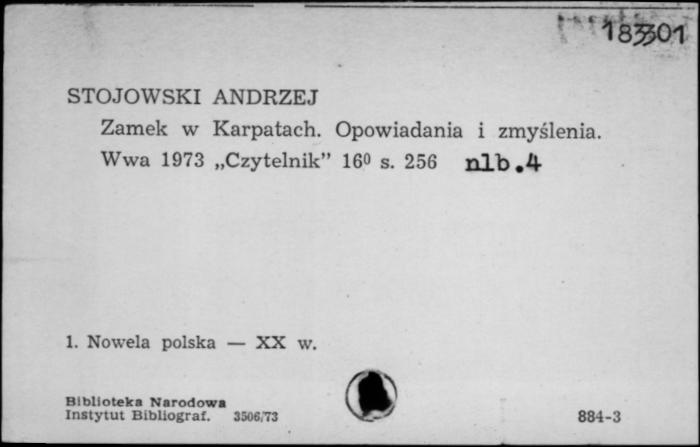 183301
STOJOWSKI ANDRZEJ
Zamek w Karpatach. Opowiadania i zmyślenia.
Wwa 1973 „Czytelnik” 16⁰ s. 256 nlb.4
1. Nowela polska — XX w.
Biblioteka Narodowa
Instytut Bibliograf. 3506/73 884-3